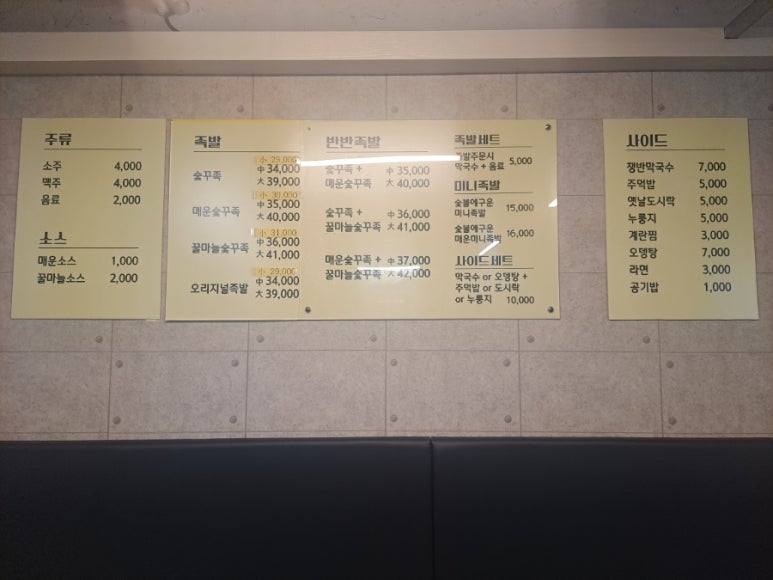 주류
소주 4,000
맥주 4,000
음료 2,000
소스
매운소스 1,000
꿀마늘소스 2,000
족발
小 29,000
숯꾸족 中 34,000
大 39,000
小 30,000
매운숯꾸족 中 35,000
大 40,000
小 31,000
꿀마늘숯꾸족 中 36,000
大 41,000
小 29,000
오리지널족발 中 34,000
大 39,000
반반족발
숯꾸족 + 中 35,000
매운숯꾸족 大 40,000
숯꾸족 + 中 36,000
꿀마늘숯꾸족 大 41,000
매운숯꾸족 + 中 37,000
꿀마늘숯꾸족 大 42,000
족발세트
족발주문시 5,000
막국수 + 음료
미니족발
숯불에구운 15,000
미니족발
숯불에구운 16,000
매운미니족발
사이드세트
막국수 or 오뎅탕 +
주먹밥 or 도시락
or 누룽지 10,000
사이드
쟁반막국수 7,000
주먹밥 5,000
옛날도시락 5,000
누룽지 5,000
계란찜 3,000
오뎅탕 7,000
라면 3,000
공기밥 1,000